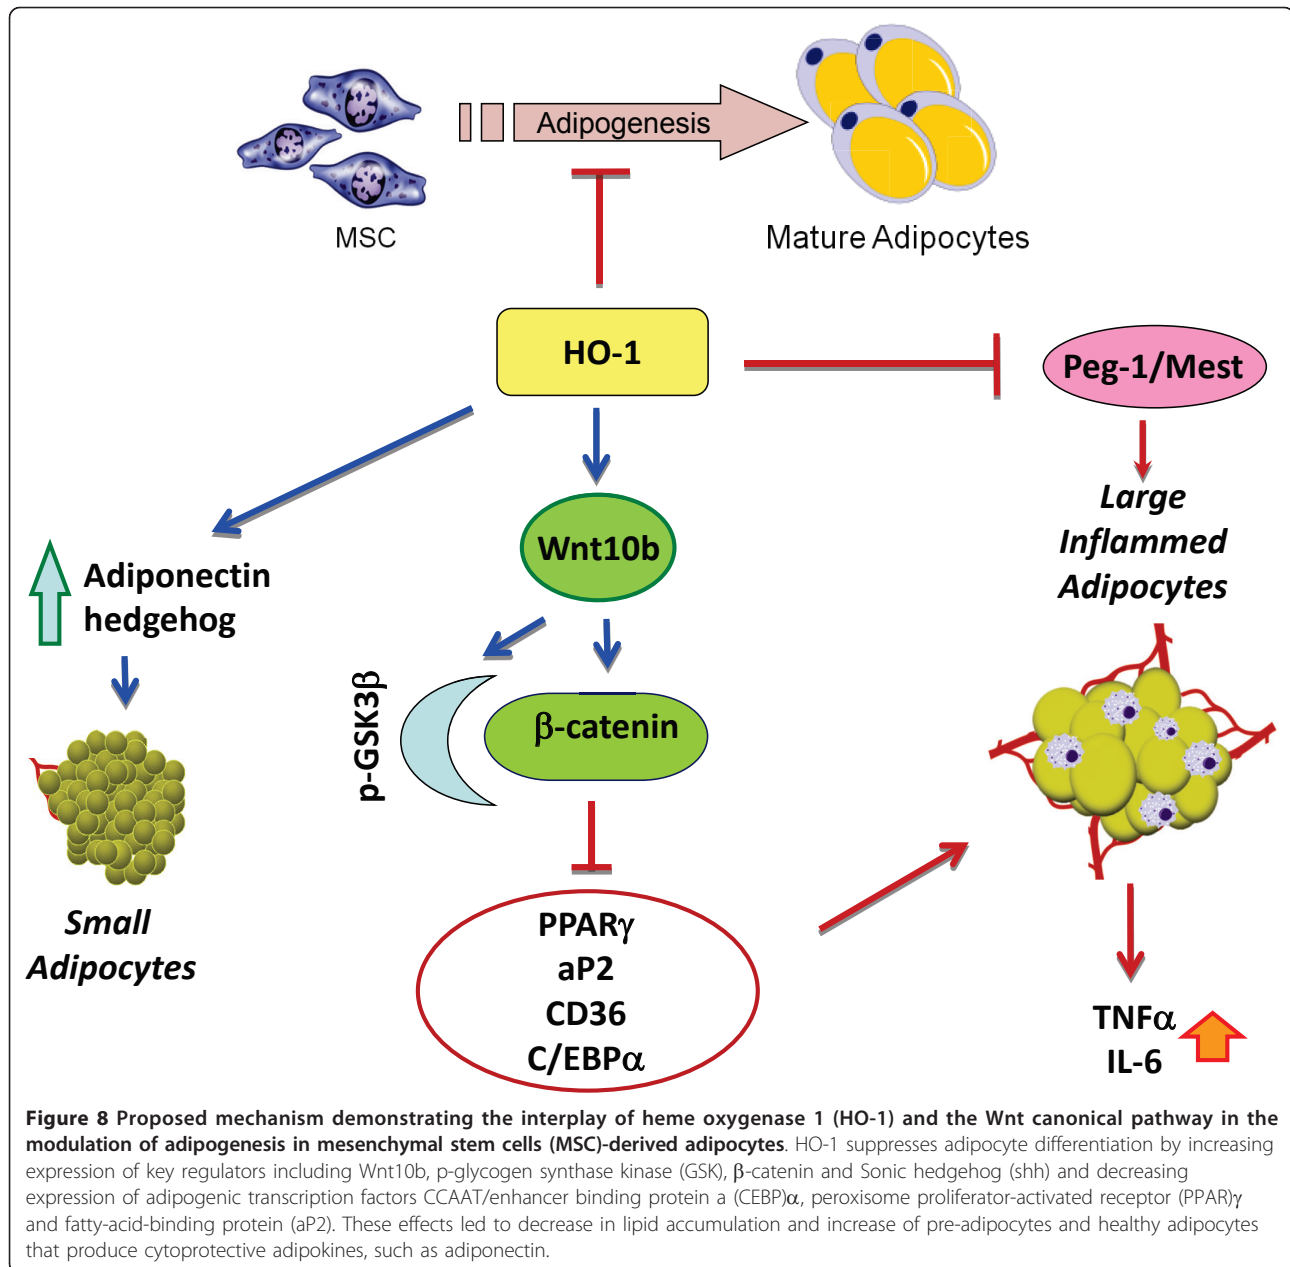 Adipogenesis
MSC
Mature Adipocytes
HO-1
Peg-1/Mest
Large
Inflammed
Adipocytes
Wnt10b
Adiponectin
hedgehog
p-GSK3β
β-catenin
Small
Adipocytes
PPARγ
aP2
CD36
C/EBPα
TNFα
IL-6
Figure 8 Proposed mechanism demonstrating the interplay of heme oxygenase 1 (HO-1) and the Wnt canonical pathway in the
modulation of adipogenesis in mesenchymal stem cells (MSC)-derived adipocytes. HO-1 suppresses adipocyte differentiation by increasing
expression of key regulators including Wnt10b, p-glycogen synthase kinase (GSK), β-catenin and Sonic hedgehog (shh) and decreasing
expression of adipogenic transcription factors CCAAT/enhancer binding protein a (CEBP)α, peroxisome proliferator-activated receptor (PPAR)γ
and fatty-acid-binding protein (aP2). These effects led to decrease in lipid accumulation and increase of pre-adipocytes and healthy adipocytes
that produce cytoprotective adipokines, such as adiponectin.